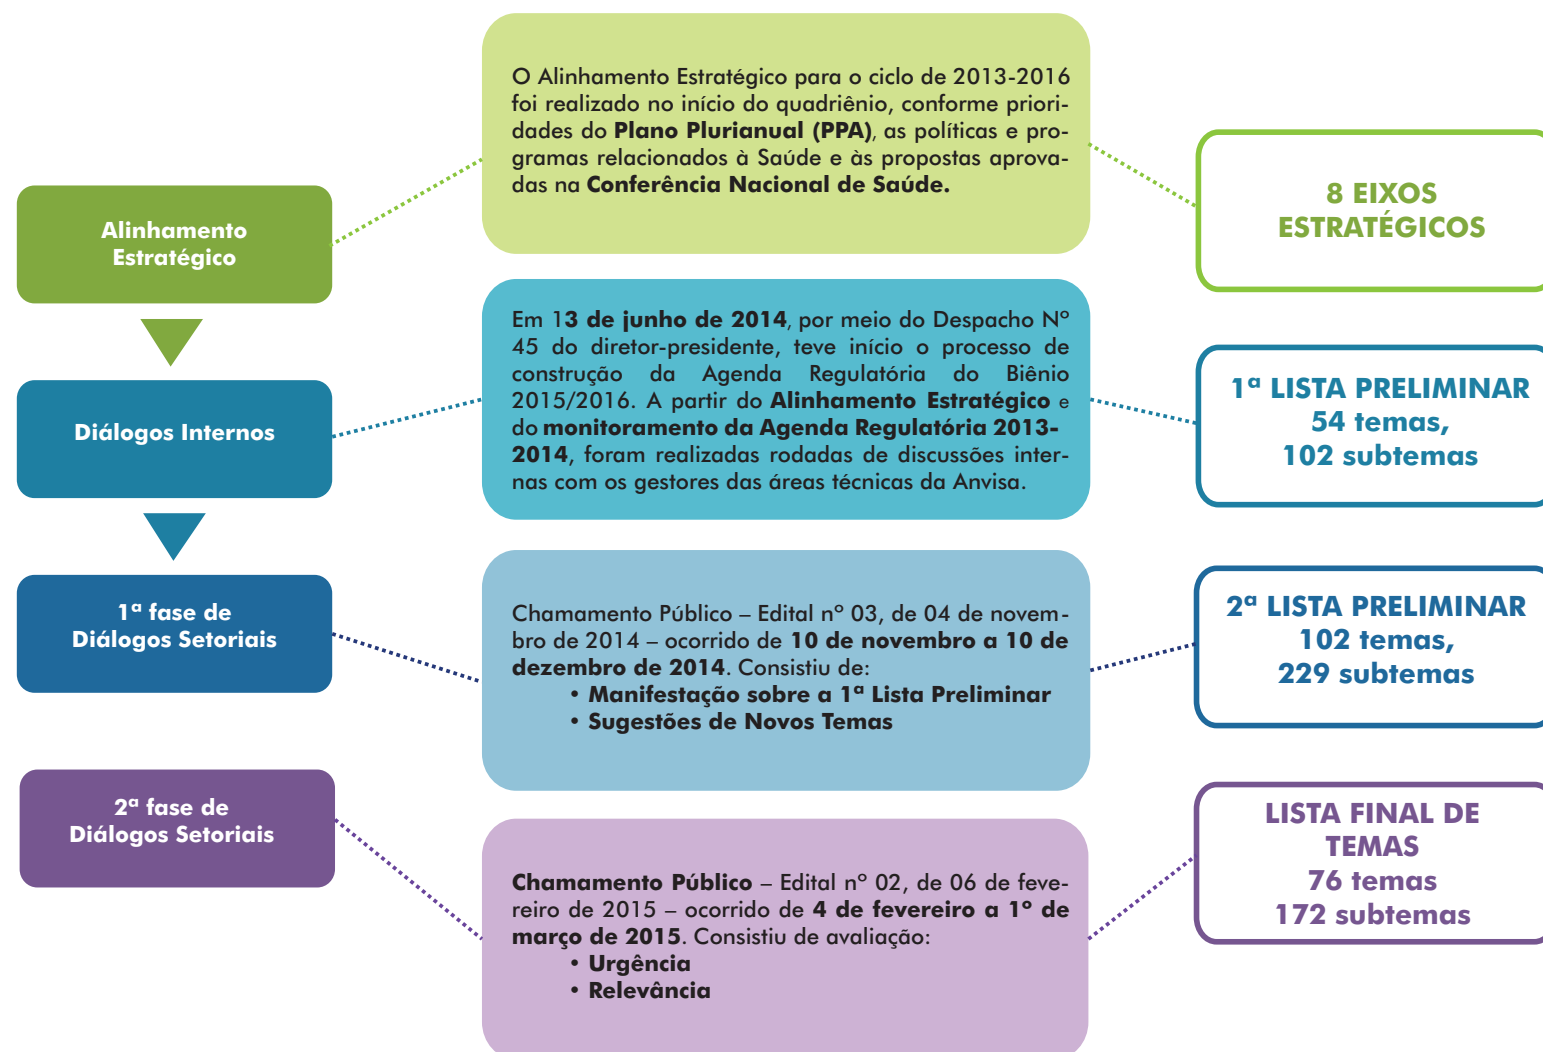 Alinhamento
Estratégico
O Alinhamento Estratégico para o ciclo de 2013-2016
foi realizado no início do quadriênio, conforme priori-
dades do Plano Plurianual (PPA), as políticas e pro-
gramas relacionados à Saúde e às propostas aprova-
das na Conferência Nacional de Saúde.
8 EIXOS
ESTRATÉGICOS
Diálogos Internos
Em 13 de junho de 2014, por meio do Despacho Nº
45 do diretor-presidente, teve início o processo de
construção da Agenda Regulatória do Biênio
2015/2016. A partir do Alinhamento Estratégico e
do monitoramento da Agenda Regulatória 2013-
2014, foram realizadas rodadas de discussões inter-
nas com os gestores das áreas técnicas da Anvisa.
1ª LISTA PRELIMINAR
54 temas,
102 subtemas
1ª fase de
Diálogos Setoriais
Chamamento Público – Edital nº 03, de 04 de novem-
bro de 2014 – ocorrido de 10 de novembro a 10 de
dezembro de 2014. Consistiu de:
• Manifestação sobre a 1ª Lista Preliminar
• Sugestões de Novos Temas
2ª LISTA PRELIMINAR
102 temas,
229 subtemas
2ª fase de
Diálogos Setoriais
Chamamento Público – Edital nº 02, de 06 de feve-
reiro de 2015 – ocorrido de 4 de fevereiro a 1º de
março de 2015. Consistiu de avaliação:
• Urgência
• Relevância
LISTA FINAL DE
TEMAS
76 temas
172 subtemas